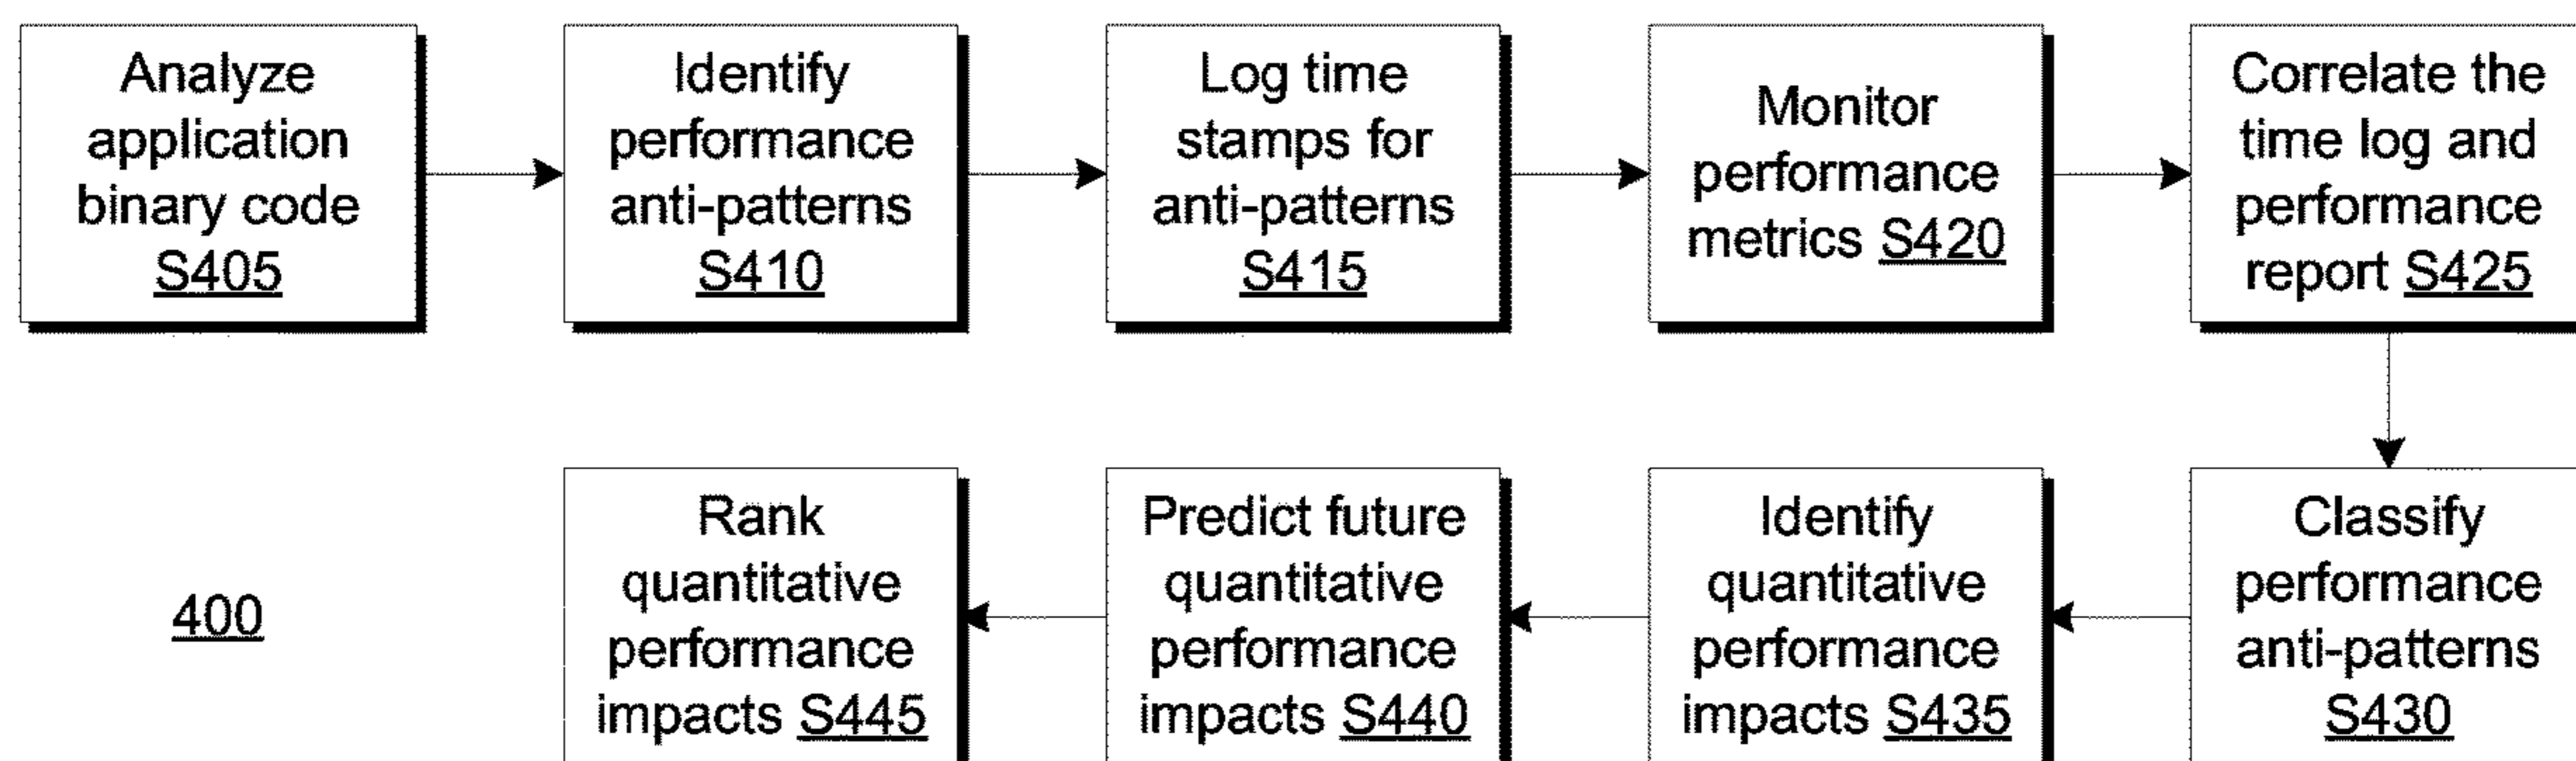 Analyze
application
binary code
S405
Identify
performance
anti-patterns
S410
Log time
stamps for
anti-patterns
S415
Monitor
performance
metrics S420
Correlate the
time log and
performance
report S425
Classify
performance
anti-patterns
S430
Identify
quantitative
performance
impacts S435
Predict future
quantitative
performance
impacts S440
Rank
quantitative
performance
impacts S445
400